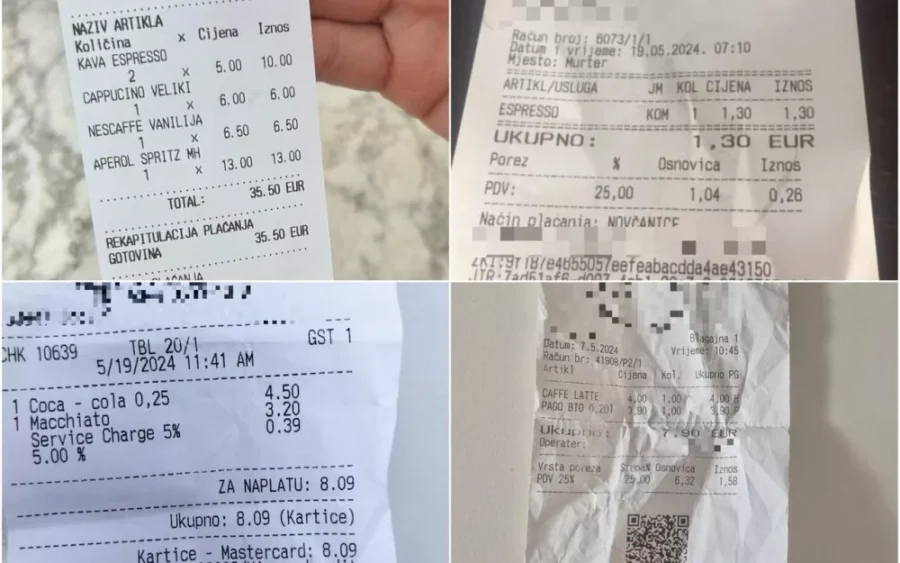 NAZIV ARTIKLA
Količina x Cijena Iznos
KAVA ESPRESSO
2 x 5.00 10.00
CAPPUCINO VELIKI
1 x 6.00 6.00
NESCAFFE VANILIJA
1 x 6.50 6.50
APEROL SPRITZ MH
1 x 13.00 13.00
TOTAL: 35.50 EUR
REKAPITULACIJA PLAĆANJA
GOTOVINA 35.50 EUR
Račun broj: 6073/1/1
Datum i vrijeme: 19.05.2024. 07:10
Mjesto: Murter
ARTIKL/USLUGA JM KOL CIJENA IZNOS
ESPRESSO KOM 1 1,30 1,30
UKUPNO: 1,30 EUR
Porez % Osnovica Iznos
PDV: 25,00 1,04 0,26
Način plaćanja: NOVČANICE
CHK 10639 TBL 20/1 GST 1
5/19/2024 11:41 AM
1 Coca - cola 0,25 4.50
1 Macchiato 3.20
Service Charge 5% 0.39
5.00 %
ZA NAPLATU: 8.09
Ukupno: 8.09 (Kartice)
Kartice - Mastercard: 8.09
Blagajna 1
Datum: 7.5.2024 Vrijeme: 10:45
Račun br: 41908/P2/1
Artikl Cijena Kol. Ukupno PG
CAFFE LATTE 4,00 1,00 4,00
PAGO BIO 0,20l 3,90 1,00 3,90
Ukupno: 7,90 EUR
Operater:
Vrsta poreza Stopa% Osnovica Iznos
PDV 25% 25,00 6,32 1,58